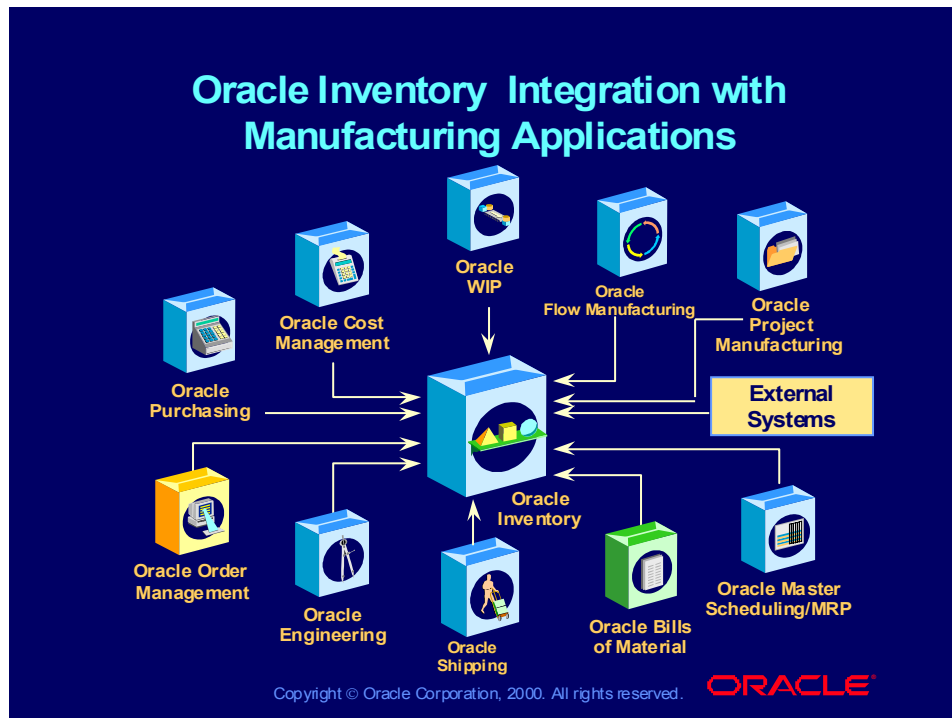 Oracle Inventory Integration with
Manufacturing Applications
Oracle
WIP
Oracle
Flow Manufacturing
Oracle
Project
Manufacturing
Oracle Cost
Management
Oracle
Purchasing
External
Systems
Oracle
Inventory
Oracle Order
Management
Oracle
Engineering
Oracle
Shipping
Oracle Bills
of Material
Oracle Master
Scheduling/MRP
Copyright © Oracle Corporation, 2000. All rights reserved.
ORACLE®